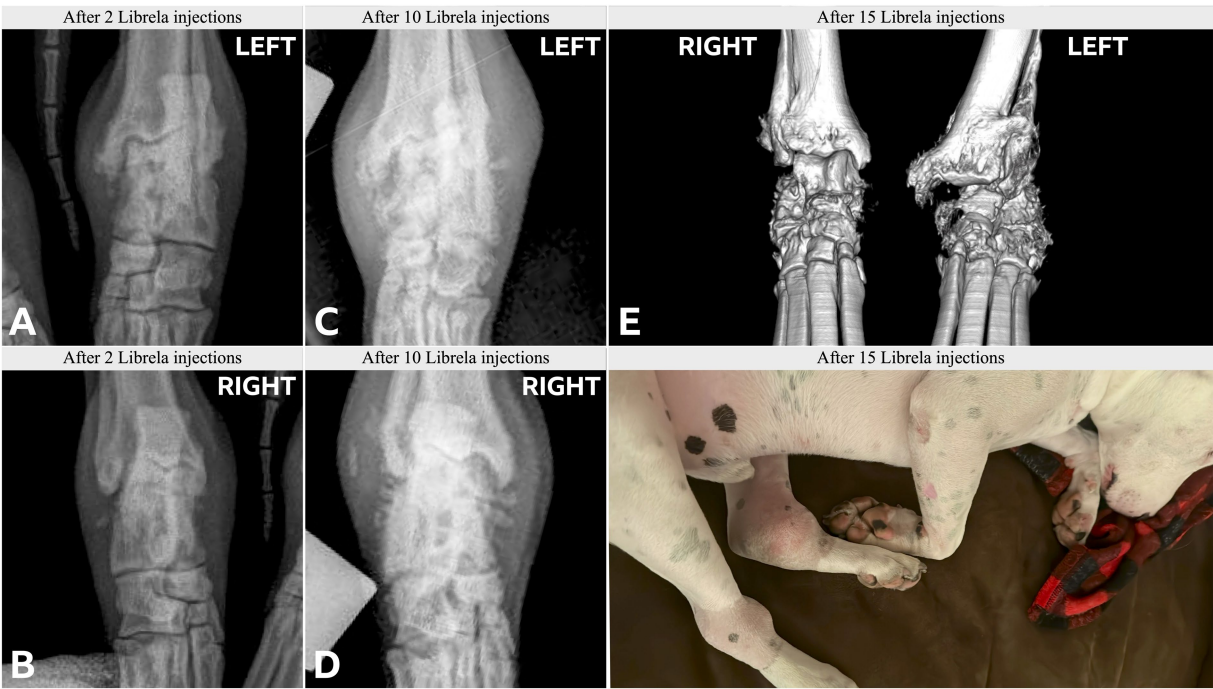 After 2 Librela injections
LEFT
A
After 10 Librela injections
LEFT
C
After 15 Librela injections
RIGHT
LEFT
E
After 2 Librela injections
RIGHT
B
After 10 Librela injections
RIGHT
D
After 15 Librela injections